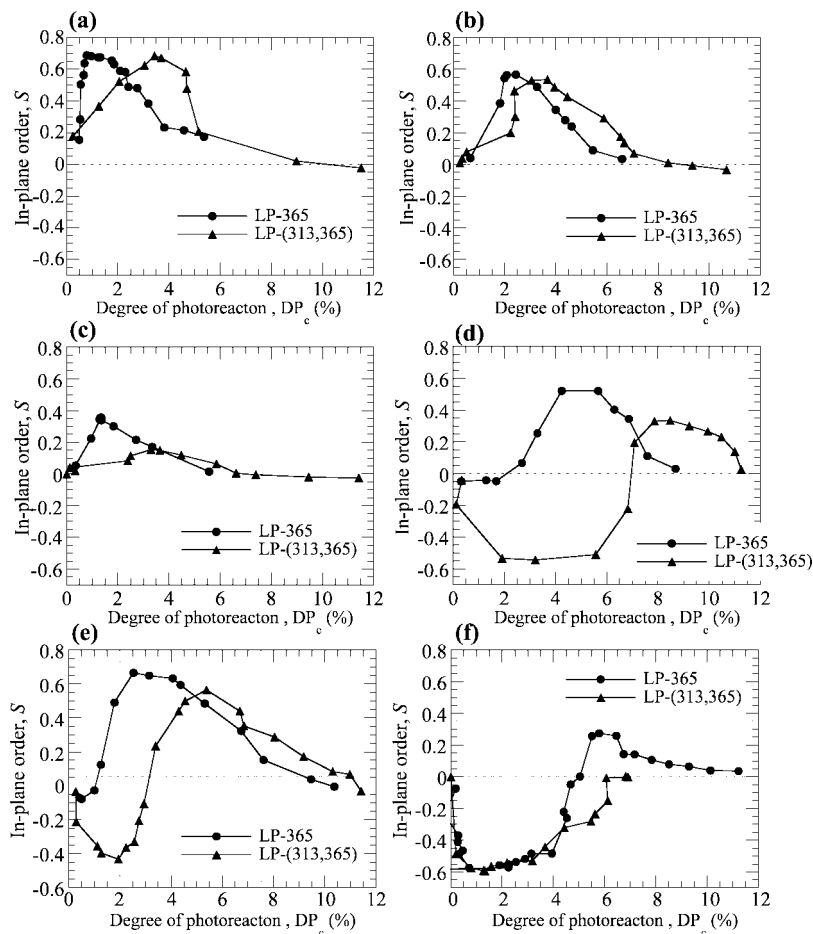 (a)
0.8
0.6
0.4
0.2
0
-0.2
-0.4
-0.6
In-plane order, S
LP-365
LP-(313,365)
0 2 4 6 8 10 12
Degree of photoreacton , DPc (%)
(b)
0.8
0.6
0.4
0.2
0
-0.2
-0.4
-0.6
In-plane order, S
LP-365
LP-(313,365)
0 2 4 6 8 10 12
Degree of photoreacton , DPc (%)
(c)
0.8
0.6
0.4
0.2
0
-0.2
-0.4
-0.6
In-plane order, S
LP-365
LP-(313,365)
0 2 4 6 8 10 12
Degree of photoreacton , DPc (%)
(d)
0.8
0.6
0.4
0.2
0
-0.2
-0.4
-0.6
In-plane order, S
LP-365
LP-(313,365)
0 2 4 6 8 10 12
Degree of photoreacton , DPc (%)
(e)
0.8
0.6
0.4
0.2
0
-0.2
-0.4
-0.6
In-plane order, S
LP-365
LP-(313,365)
0 2 4 6 8 10 12
Degree of photoreacton , DPc (%)
(f)
0.8
0.6
0.4
0.2
0
-0.2
-0.4
-0.6
In-plane order, S
LP-365
LP-(313,365)
0 2 4 6 8 10 12
Degree of photoreacton , DPc (%)